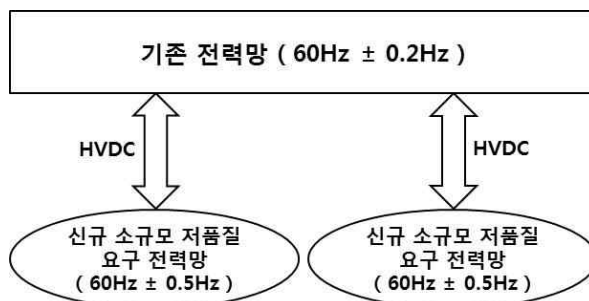 기존 전력망 ( 60Hz ± 0.2Hz )
HVDC
HVDC
신규 소규모 저품질
요구 전력망
( 60Hz ± 0.5Hz )
신규 소규모 저품질
요구 전력망
( 60Hz ± 0.5Hz )